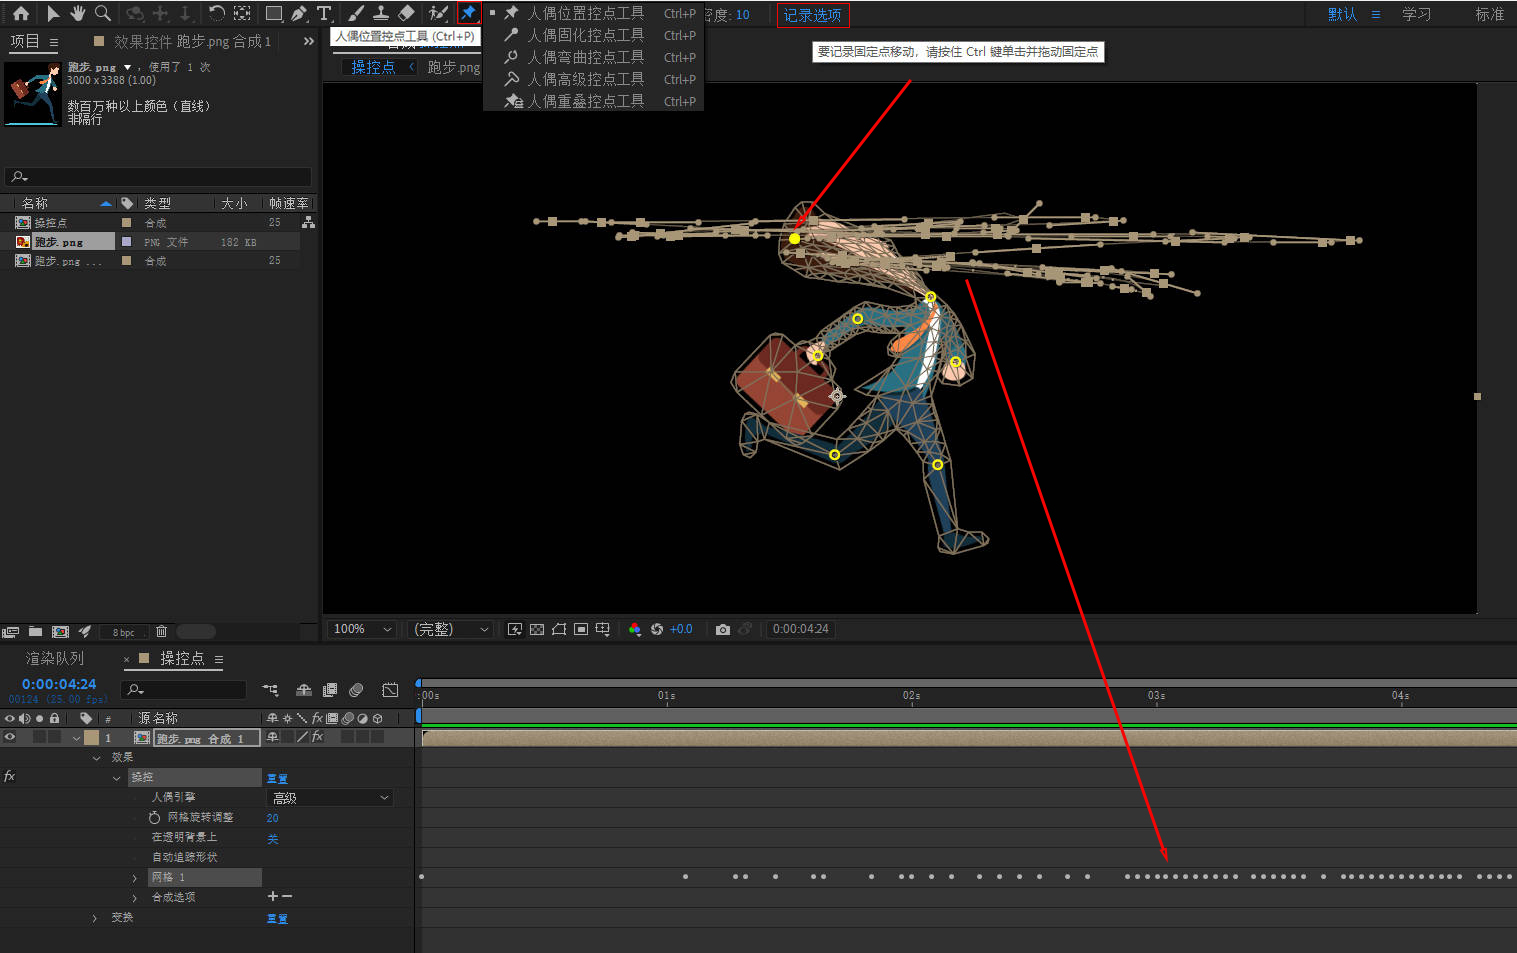 人偶位置控点工具 Ctrl+P
人偶固化控点工具 Ctrl+P
人偶弯曲控点工具 Ctrl+P
人偶高级控点工具 Ctrl+P
人偶重叠控点工具 Ctrl+P
密度: 10
记录选项
默认
学习
标准
人偶位置控点工具 (Ctrl+P)
要记录固定点移动，请按住 Ctrl 键单击并拖动固定点
项目
效果控件 跑步.png 合成 1
操控点
跑步.png
跑步.png ，使用了 1 次
3000 x 3388 (1.00)
数百万种以上颜色（直线）
非隔行
名称 类型 大小 帧速率
操控点 合成 25
跑步.png PNG 文件 182 KB
跑步.png ... 合成 25
8 bpc
100% (完整) +0.0 0:00:04:24
渲染队列
× 操控点
0:00:04:24
00124 (25.00 fps)
:00s 01s 02s 03s 04s
# 源名称
1 跑步.png 合成 1
效果
fx 操控 重置
人偶引擎 高级
网格旋转调整 20
在透明背景上 关
自动追踪形状
网格 1
合成选项 +−
变换 重置